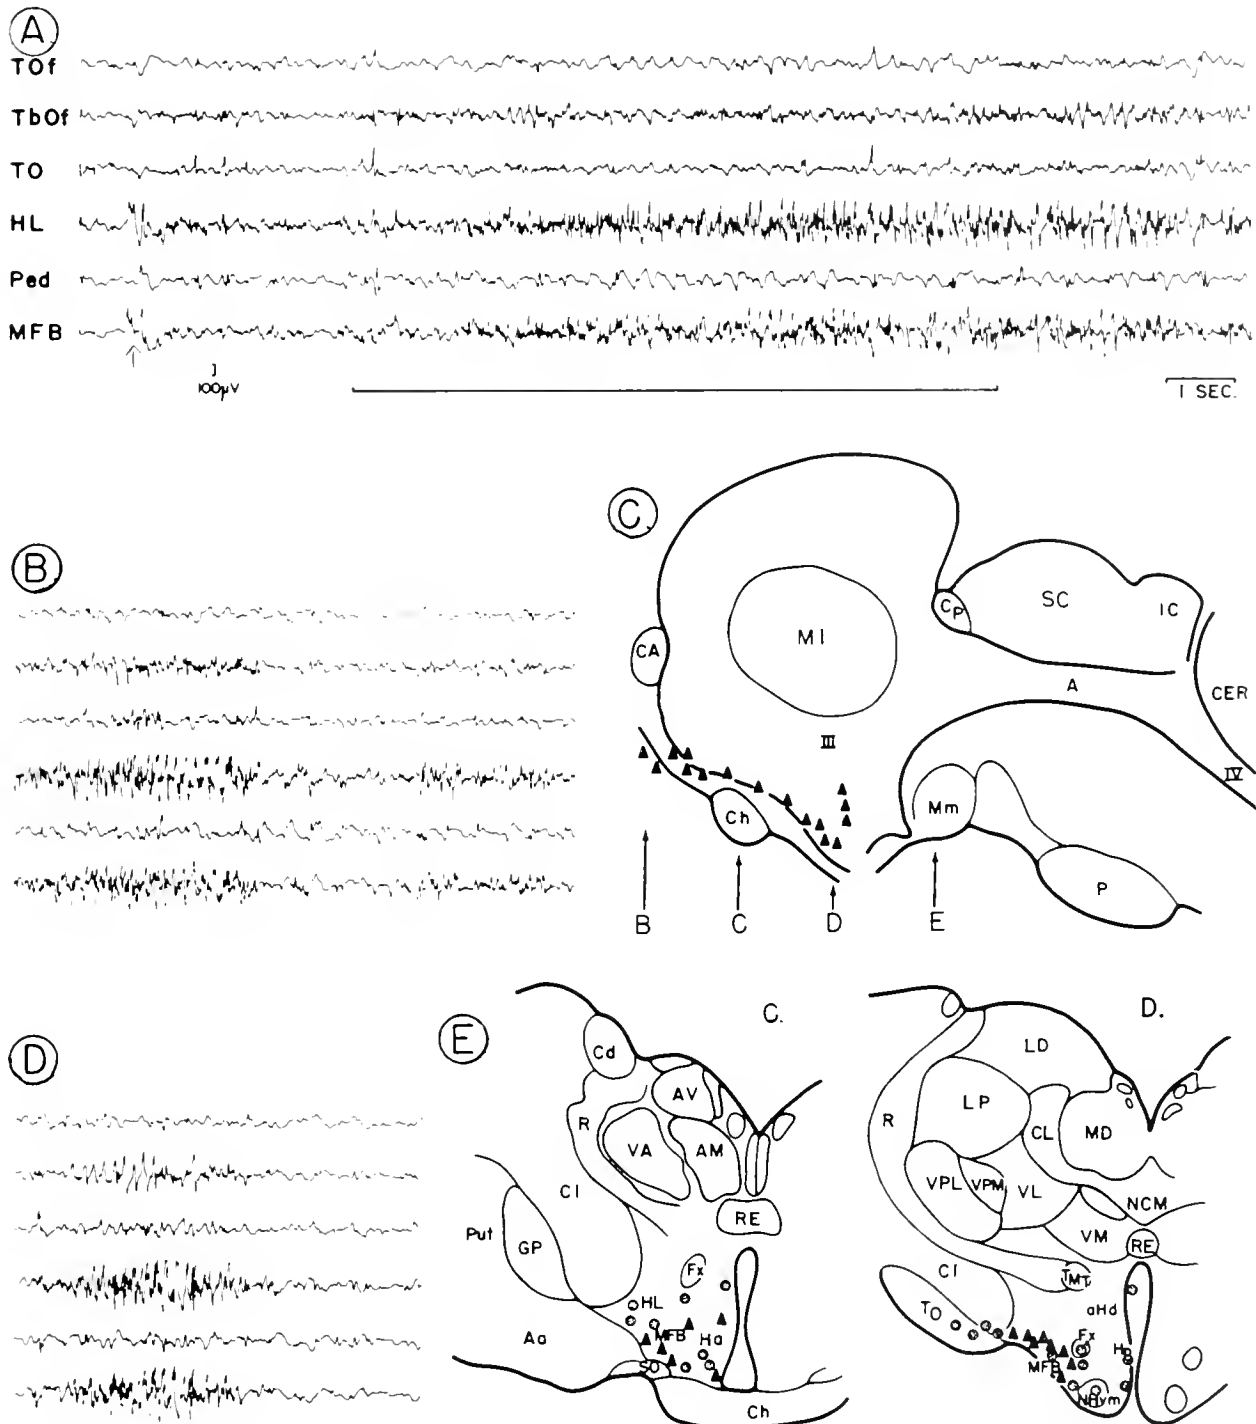 A
TOf
TbOf
TO
HL
Ped
MFB
100μV
1 SEC.
B
C
CA
MI
Cp
SC
IC
A
CER
III
IV
Ch
Mm
P
B
C
D
E
D
E
C.
Cd
AV
R
VA
AM
CI
RE
Put
GP
Fx
HL
MFB
Ha
Aa
SO
Ch
D.
LD
LP
R
CL
MD
VPL
VPM
VL
NCM
VM
RE
CI
TMT
TO
aHd
Fx
MFB